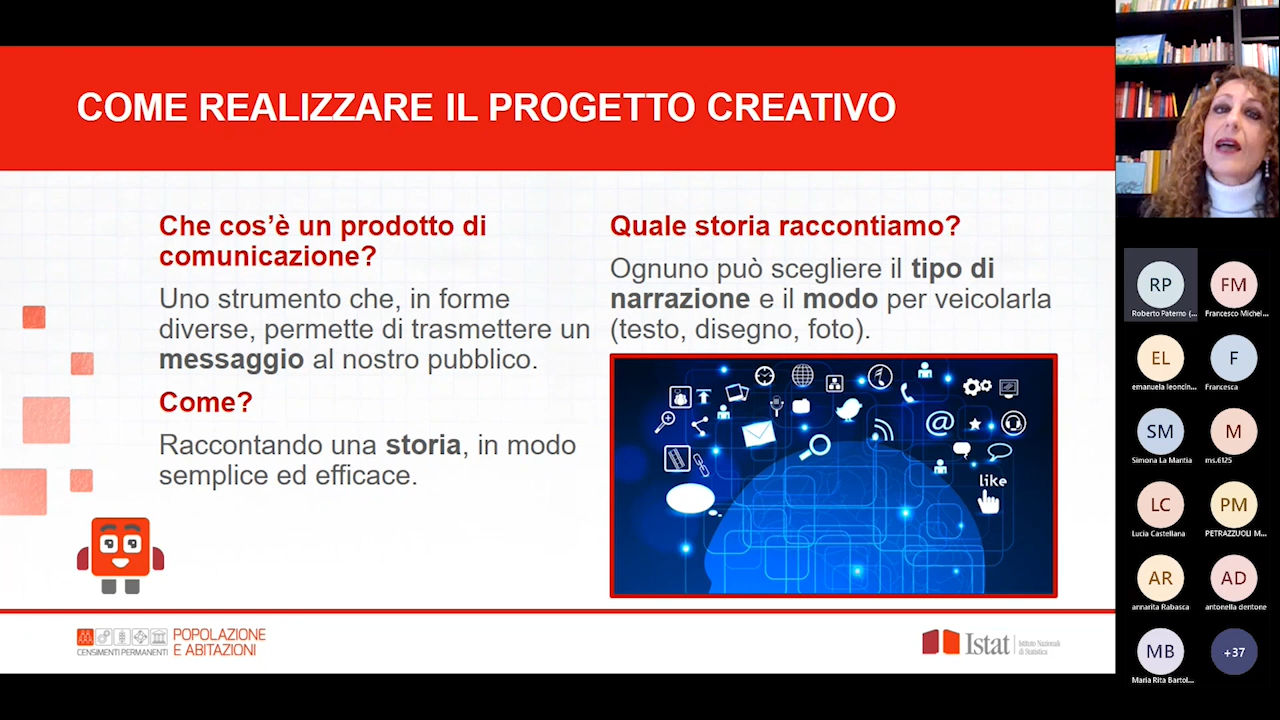 COME REALIZZARE IL PROGETTO CREATIVO
Che cos'è un prodotto di
comunicazione?
Uno strumento che, in forme
diverse, permette di trasmettere un
messaggio al nostro pubblico.
Come?
Raccontando una storia, in modo
semplice ed efficace.
Quale storia raccontiamo?
Ognuno può scegliere il tipo di
narrazione e il modo per veicolarla
(testo, disegno, foto).
@
like
CENSIMENTI PERMANENTI
POPOLAZIONE
E ABITAZIONI
Istat
Istituto Nazionale
di Statistica
RP
Roberto Paterno (...
FM
Francesco Michel...
EL
emanuela leoncin...
F
Francesca
SM
Simona La Mantia
M
ms.6125
LC
Lucia Castellana
PM
PETRAZZUOLI M...
AR
annarita Rabasca
AD
antonella dentone
MB
Maria Rita Bartol...
+37